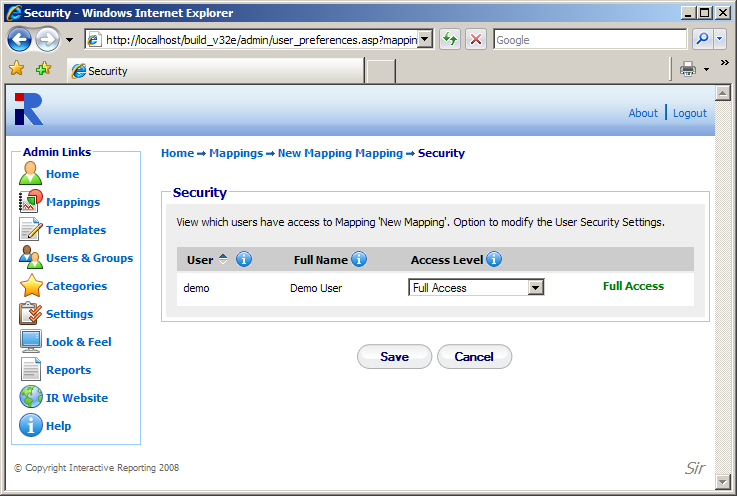 Security - Windows Internet Explorer
http://localhost/build_v32e/admin/user_preferences.asp?mappin
Google
Security
IR
About | Logout
Admin Links
Home
Mappings
Templates
Users & Groups
Categories
Settings
Look & Feel
Reports
IR Website
Help
Home ➞ Mappings ➞ New Mapping Mapping ➞ Security
Security
View which users have access to Mapping 'New Mapping'. Option to modify the User Security Settings.
User Full Name Access Level
demo Demo User Full Access Full Access
Save Cancel
© Copyright Interactive Reporting 2008
Sir